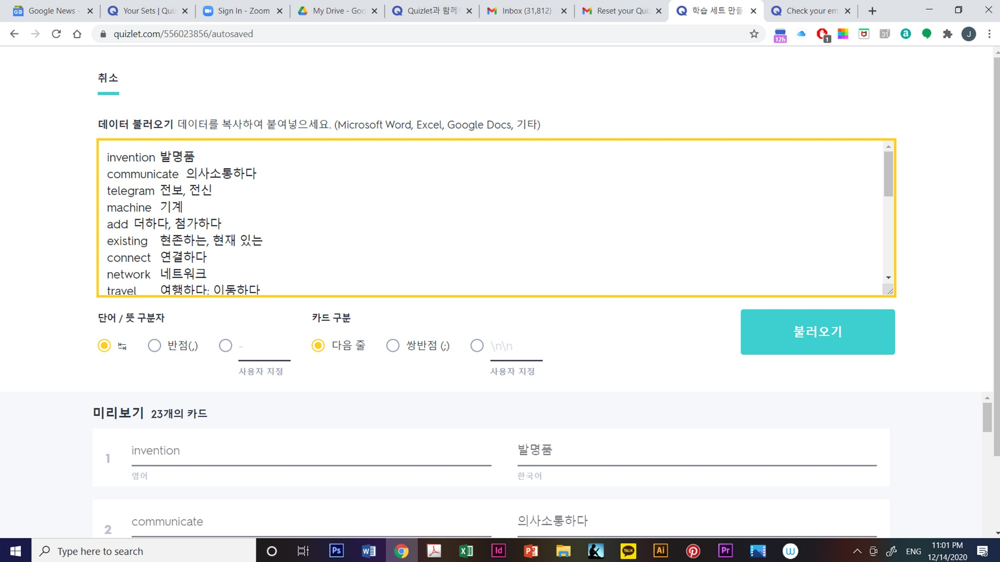 Google News -
Your Sets | Quiz
Sign In - Zoom
My Drive - Goo
Quizlet과 함께
Inbox (31,812) -
Reset your Quiz
학습 세트 만들
Check your em
quizlet.com/556023856/autosaved
12h
1
31
a
J
취소
데이터 불러오기 데이터를 복사하여 붙여넣으세요. (Microsoft Word, Excel, Google Docs, 기타)
invention 발명품
communicate 의사소통하다
telegram 전보, 전신
machine 기계
add 더하다, 첨가하다
existing 현존하는, 현재 있는
connect 연결하다
network 네트워크
travel 여행하다; 이동하다
단어 / 뜻 구분자
카드 구분
불러오기
반점(,)
-
다음 줄
쌍반점 (;)
\n\n
사용자 지정
사용자 지정
미리보기 23개의 카드
1
invention
발명품
영어
한국어
2
communicate
의사소통하다
Type here to search
Ps
W
X
Id
P
TALK
Ai
Pr
W
ENG
11:01 PM
12/14/2020